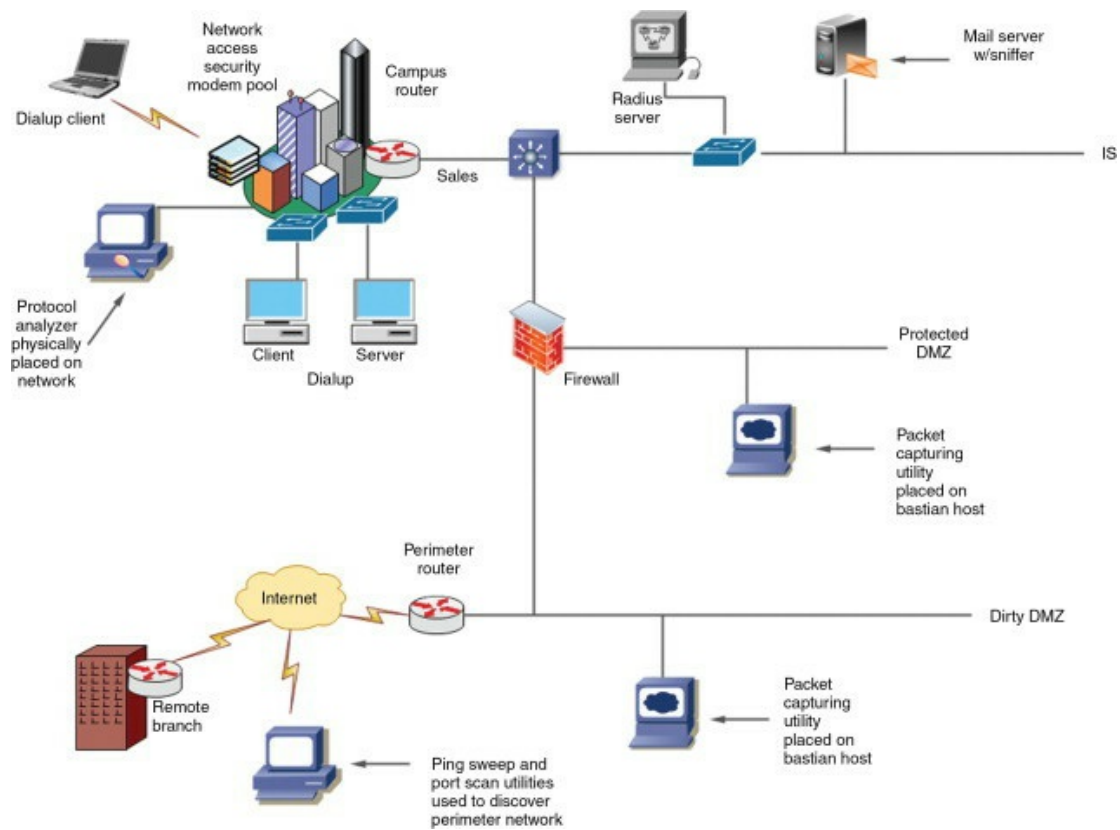 Network
access
security
modem pool
Dialup client
Campus
router
Sales
Radius
server
Mail server
w/sniffer
IS
Protocol
analyzer
physically
placed on
network
Client
Server
Dialup
Firewall
Protected
DMZ
Packet
capturing
utility
placed on
bastian host
Perimeter
router
Internet
Dirty DMZ
Remote
branch
Packet
capturing
utility
placed on
bastian host
Ping sweep and
port scan utilities
used to discover
perimeter network